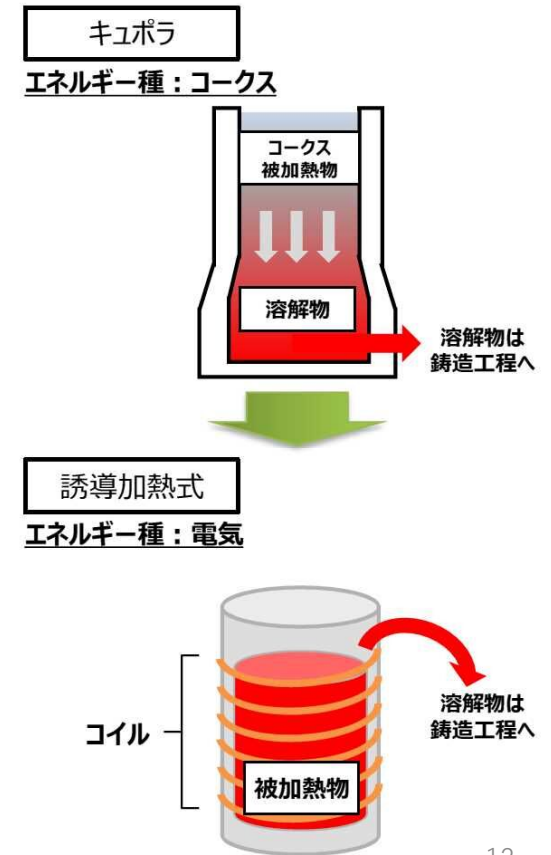 キュポラ
エネルギー種：コークス
コークス
被加熱物
溶解物
溶解物は
鋳造工程へ
誘導加熱式
エネルギー種：電気
コイル
被加熱物
溶解物は
鋳造工程へ